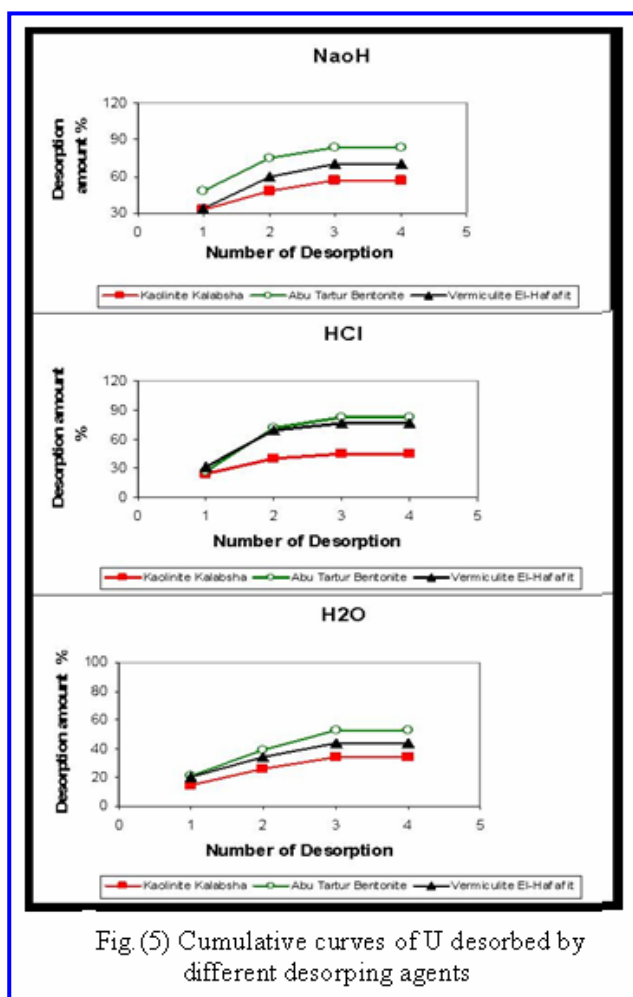 NaoH
Desorption
amount %
120
90
60
30
0 1 2 3 4 5
Number of Desorption
Kaolinite Kalabsha Abu Tartur Bentonite Vermiculite El-Hafafit
HCl
Desorption amount
%
120
90
60
30
0
0 1 2 3 4 5
Number of Desorption
Kaolinite Kalabsha Abu Tartur Bentonite Vermiculite El-Hafafit
H2O
Desorption amount %
100
80
60
40
20
0
0 1 2 3 4 5
Number of Desorption
Kaolinite Kalabsha Abu Tartur Bentonite Vermiculite El-Hafafit
Fig.(5) Cumulative curves of U desorbed by
different desorping agents